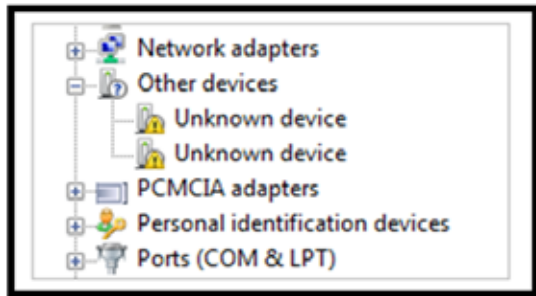 Network adapters
Other devices
Unknown device
Unknown device
PCMCIA adapters
Personal identification devices
Ports (COM & LPT)